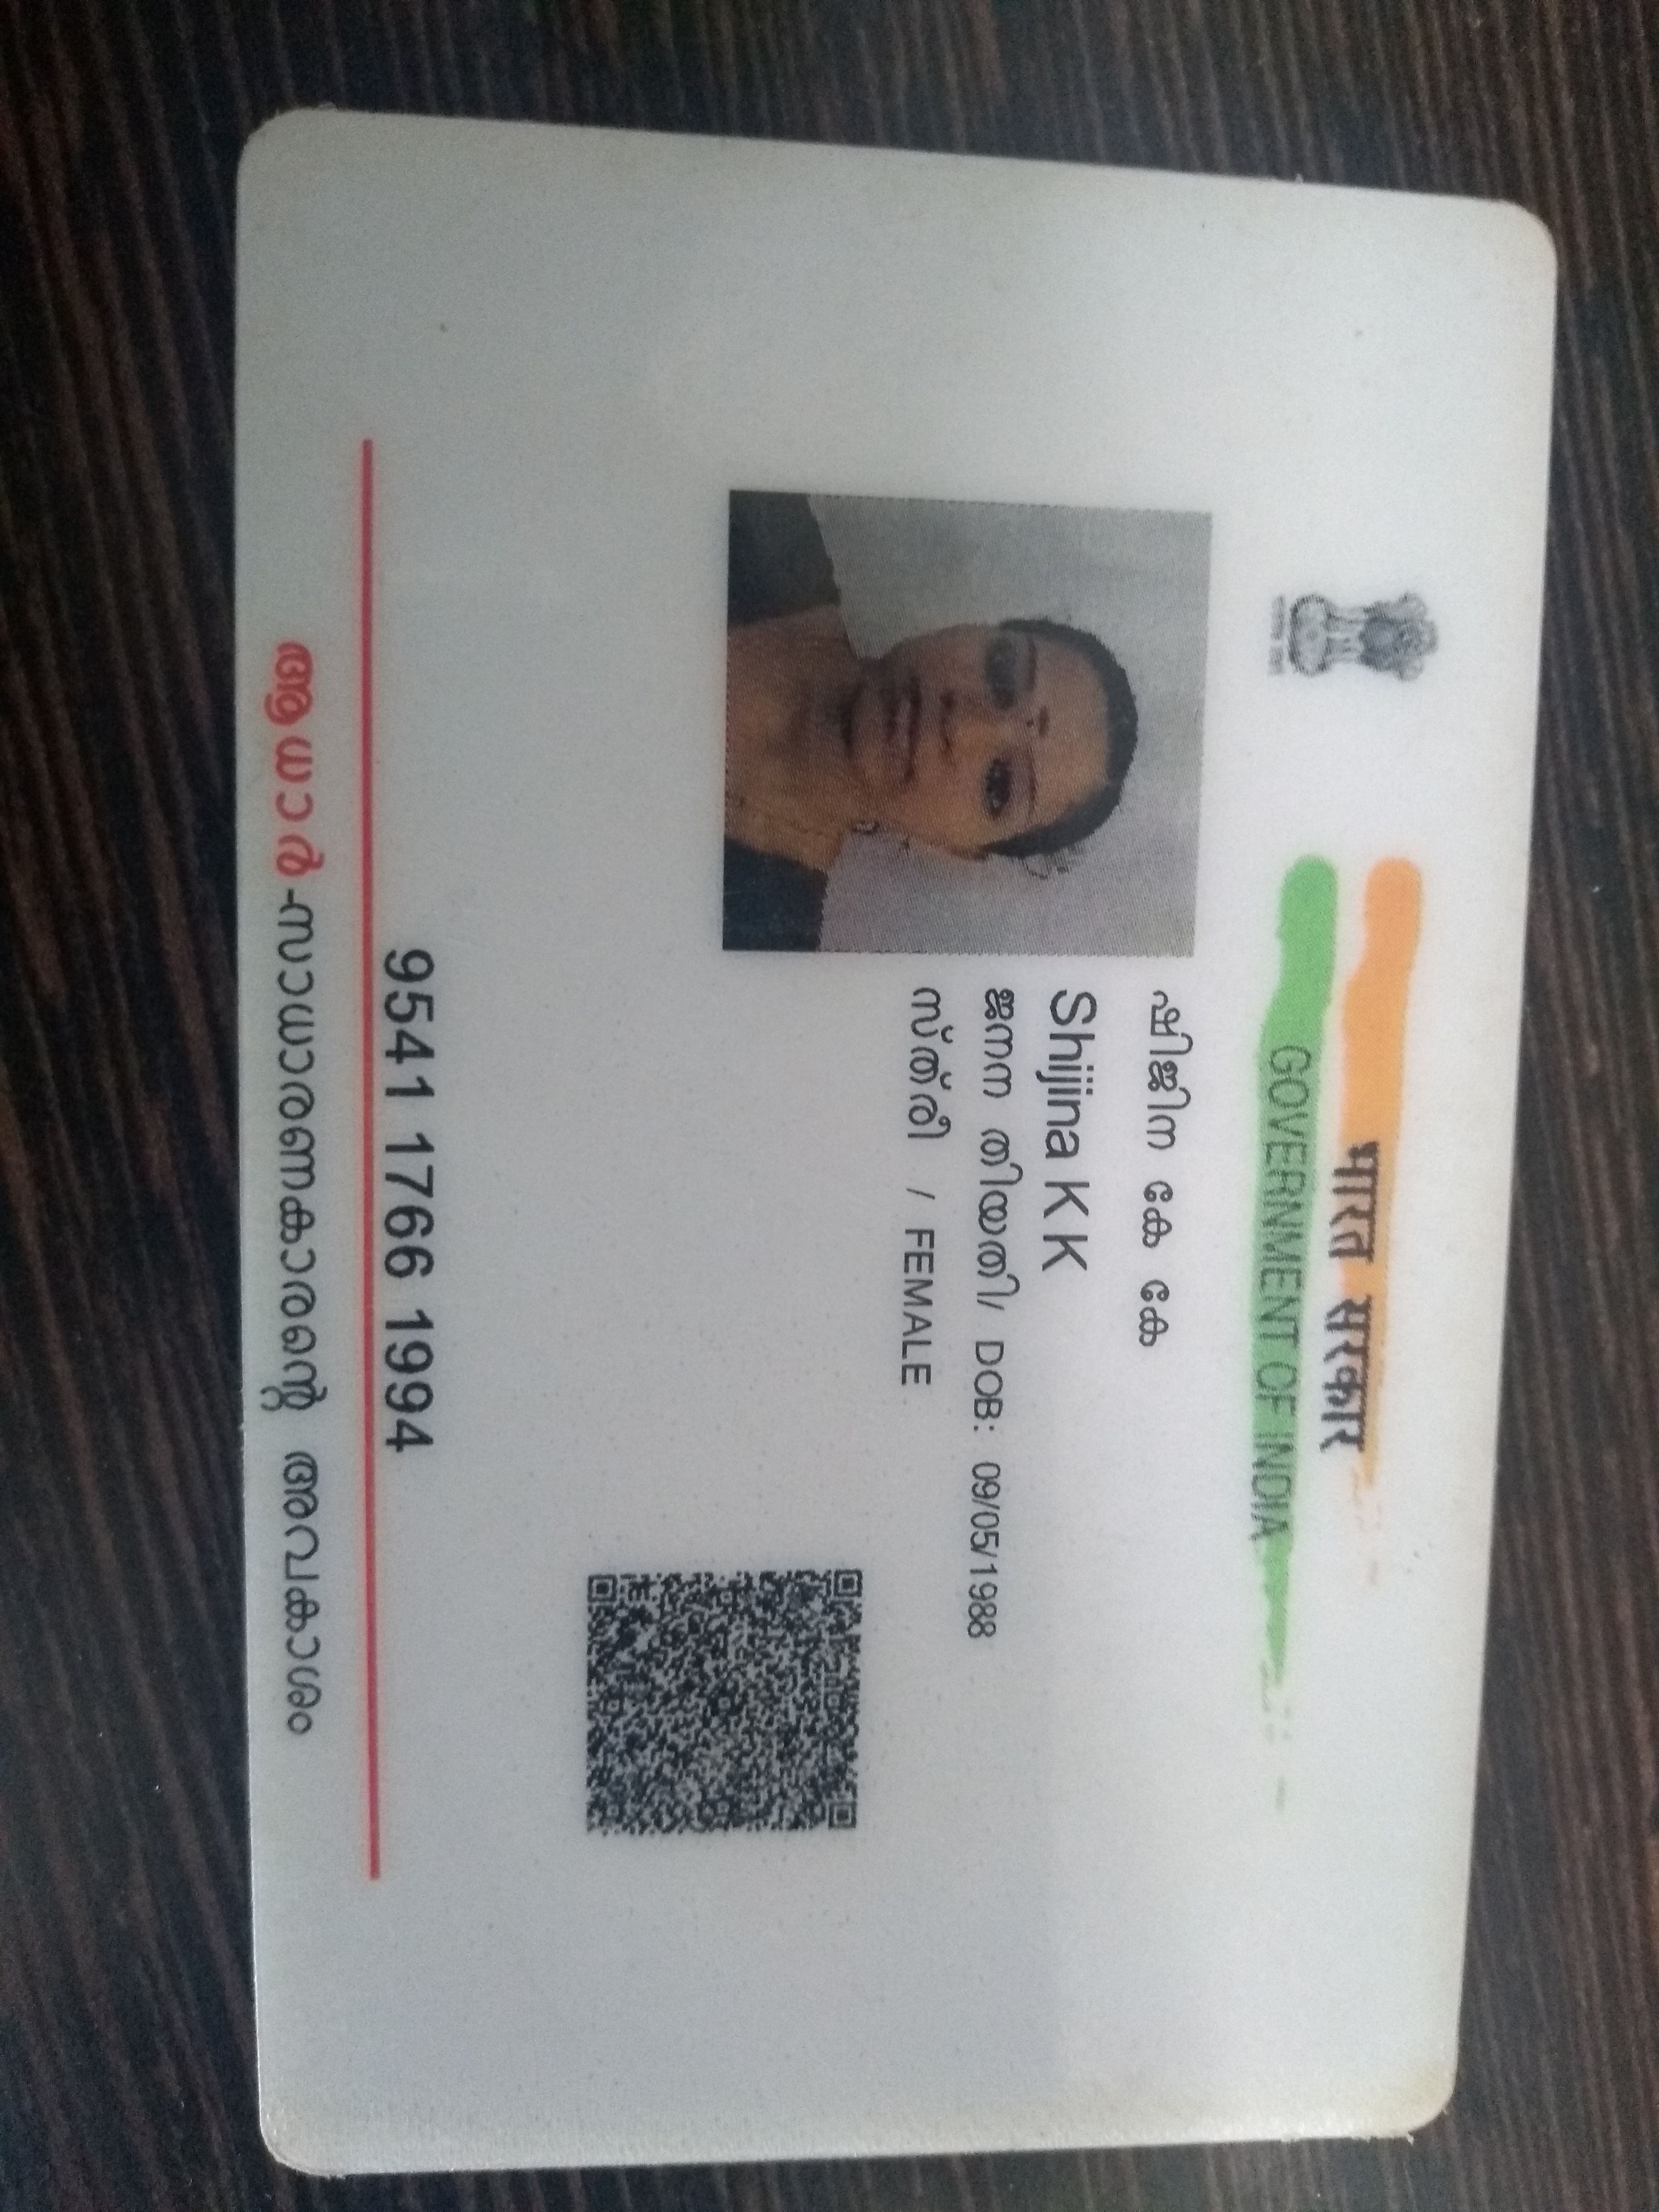 भारत सरकार
GOVERNMENT OF INDIA
ഷിജിന കേ കേ
Shijina K K
ജനന തിയ്യതി/ DOB: 09/05/1988
സ്ത്രീ / FEMALE
9541 1766 1994
ആധാർ-സാധാരണക്കാരന്റെ അവകാശം